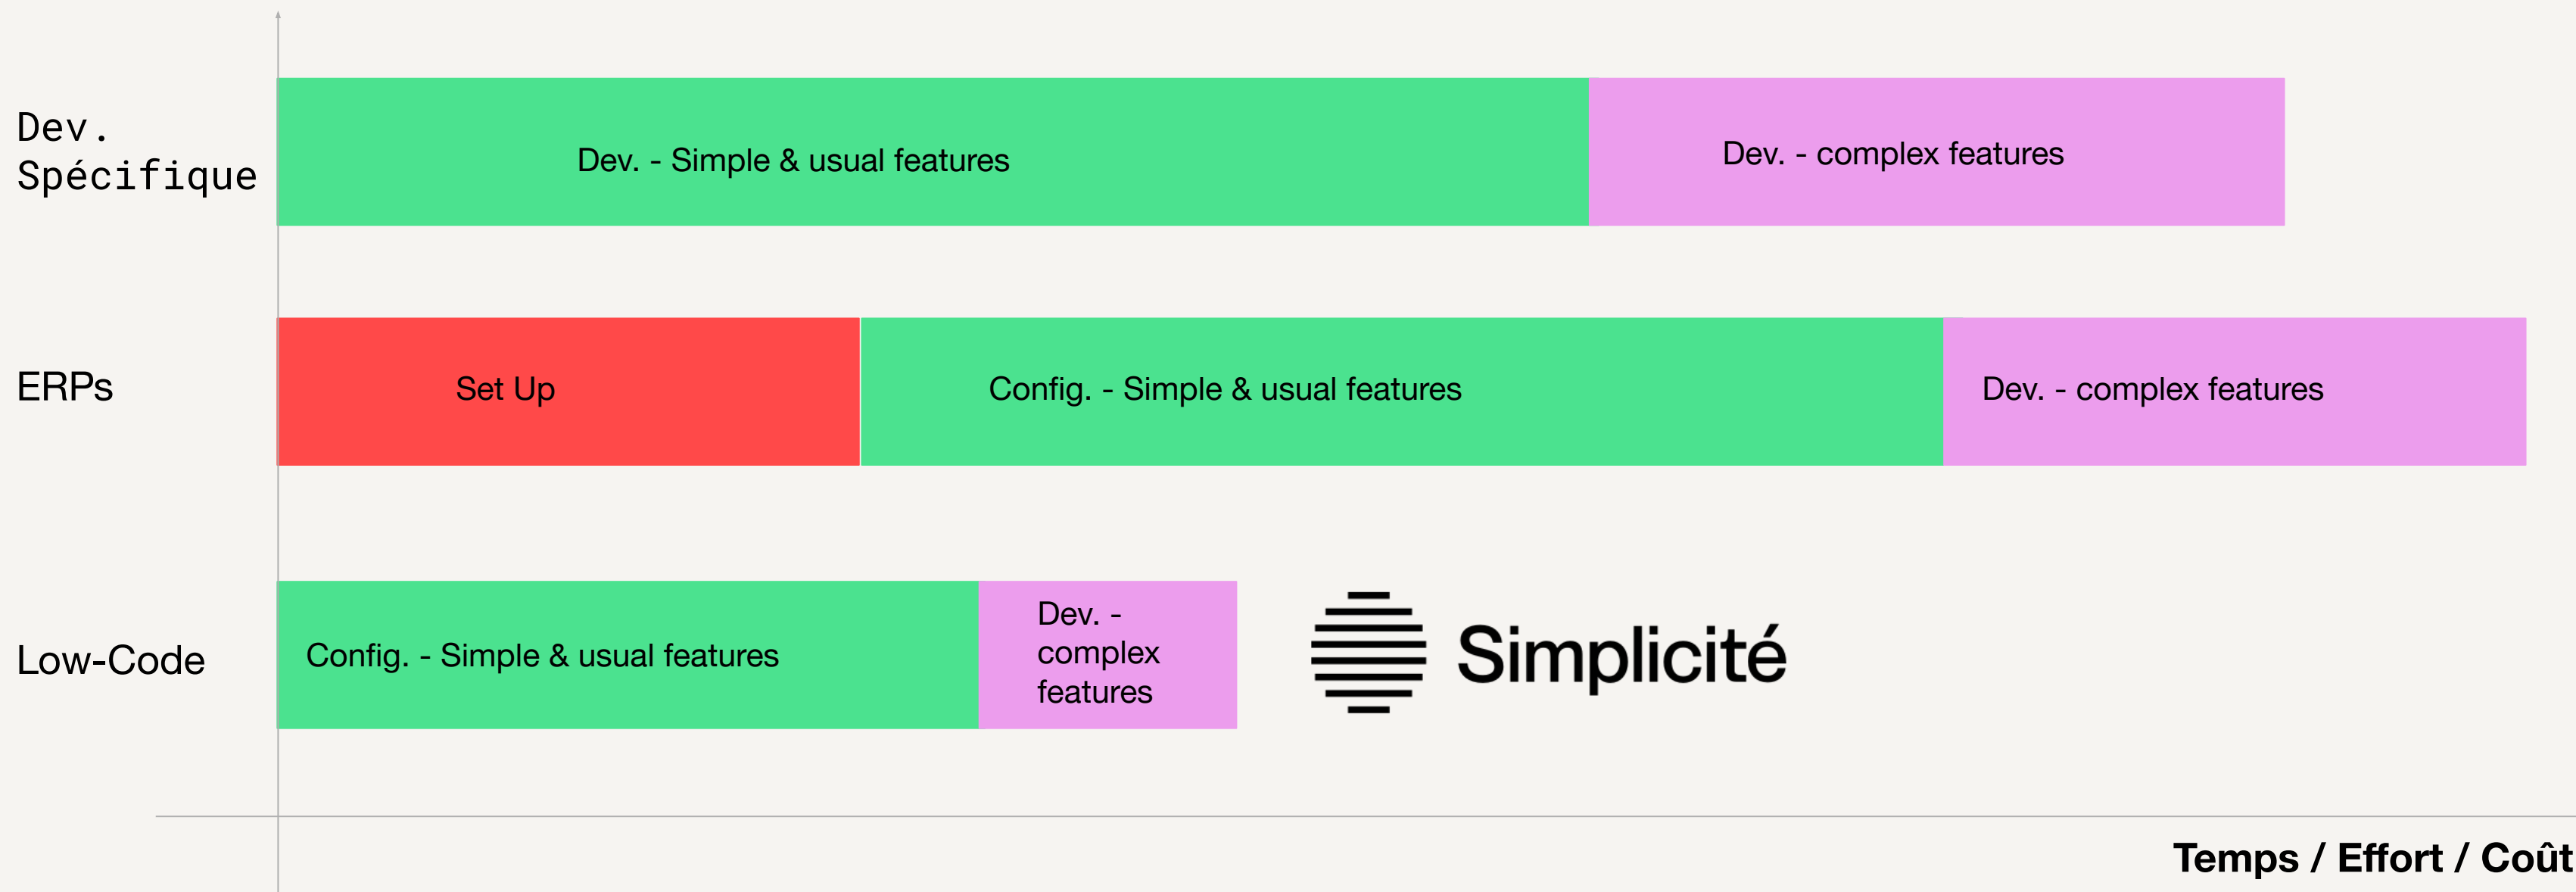 Dev.
Spécifique
Dev. - Simple & usual features
Dev. - complex features
ERPs
Set Up
Config. - Simple & usual features
Dev. - complex features
Low-Code
Config. - Simple & usual features
Dev. -
complex
features
Simplicité
Temps / Effort / Coût